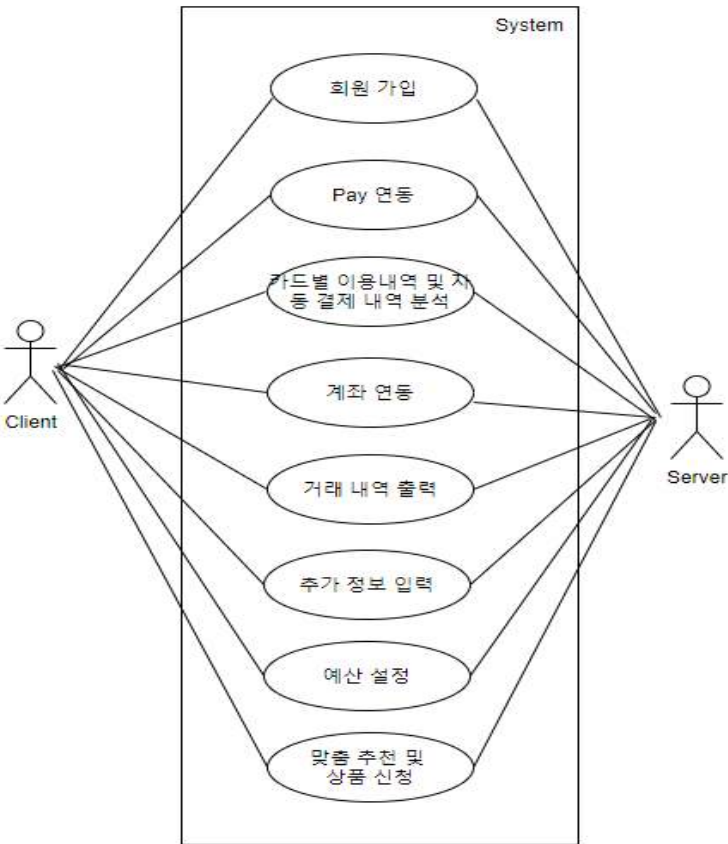 System
회원 가입
Pay 연동
카드별 이용내역 및 자
동 결제 내역 분석
Client
계좌 연동
Server
거래 내역 출력
추가 정보 입력
예산 설정
맞춤 추천 및
상품 신청